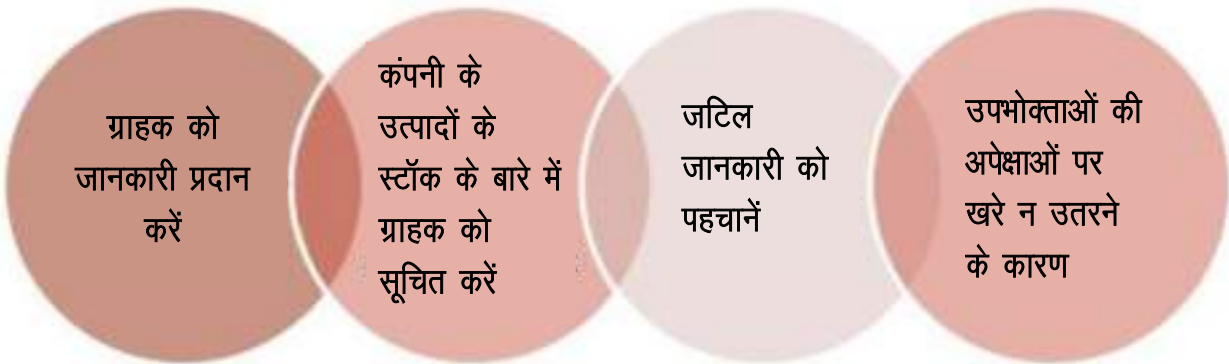 ग्राहक को
जानकारी प्रदान
करें
कंपनी के
उत्पादों के
स्टॉक के बारे में
ग्राहक को
सूचित करें
जटिल
जानकारी को
पहचानें
उपभोक्ताओं की
अपेक्षाओं पर
खरे न उतरने
के कारण